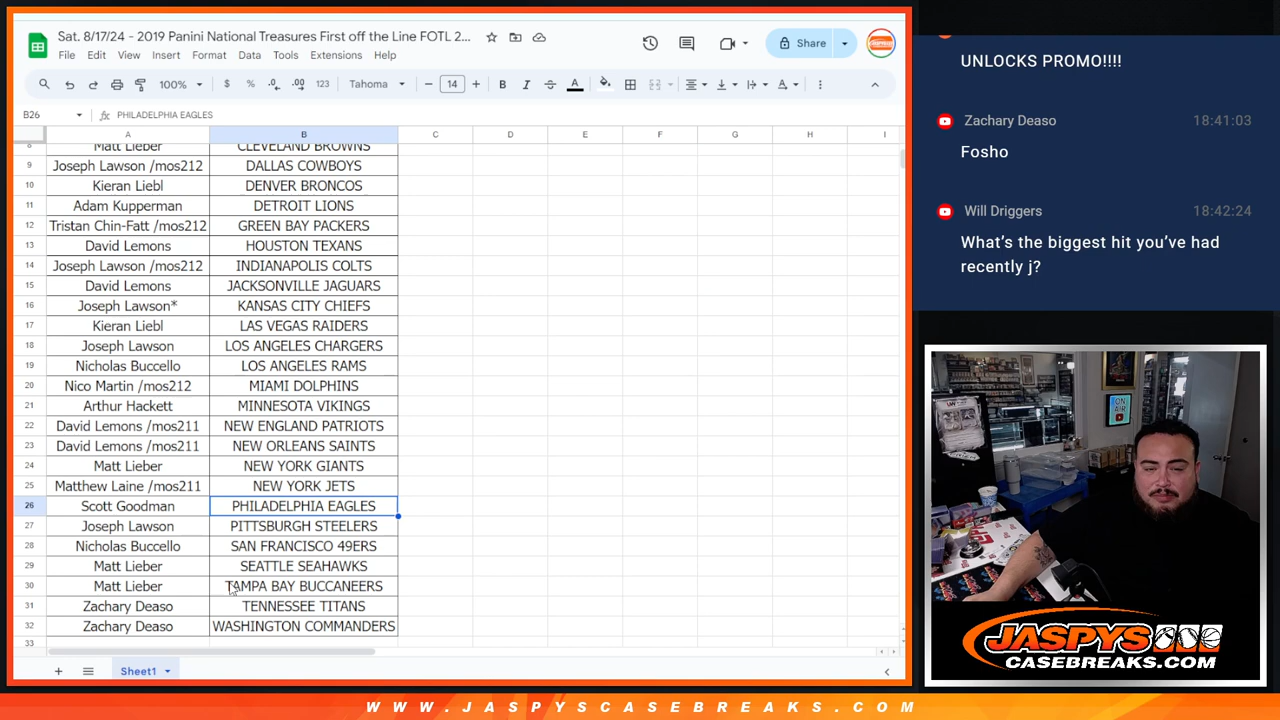 Sat. 8/17/24 - 2019 Panini National Treasures First off the Line FOTL 2...
File Edit View Insert Format Data Tools Extensions Help
Share
100% $ % .0 .00 123 Tahoma 14 B I A
B26 PHILADELPHIA EAGLES
A B C D E F G H I
8 Matt Lieber CLEVELAND BROWNS
9 Joseph Lawson /mos212 DALLAS COWBOYS
10 Kieran Liebl DENVER BRONCOS
11 Adam Kupperman DETROIT LIONS
12 Tristan Chin-Fatt /mos212 GREEN BAY PACKERS
13 David Lemons HOUSTON TEXANS
14 Joseph Lawson /mos212 INDIANAPOLIS COLTS
15 David Lemons JACKSONVILLE JAGUARS
16 Joseph Lawson* KANSAS CITY CHIEFS
17 Kieran Liebl LAS VEGAS RAIDERS
18 Joseph Lawson LOS ANGELES CHARGERS
19 Nicholas Buccello LOS ANGELES RAMS
20 Nico Martin /mos212 MIAMI DOLPHINS
21 Arthur Hackett MINNESOTA VIKINGS
22 David Lemons /mos211 NEW ENGLAND PATRIOTS
23 David Lemons /mos211 NEW ORLEANS SAINTS
24 Matt Lieber NEW YORK GIANTS
25 Matthew Laine /mos211 NEW YORK JETS
26 Scott Goodman PHILADELPHIA EAGLES
27 Joseph Lawson PITTSBURGH STEELERS
28 Nicholas Buccello SAN FRANCISCO 49ERS
29 Matt Lieber SEATTLE SEAHAWKS
30 Matt Lieber TAMPA BAY BUCCANEERS
31 Zachary Deaso TENNESSEE TITANS
32 Zachary Deaso WASHINGTON COMMANDERS
33
Sheet1
UNLOCKS PROMO!!!!
Zachary Deaso 18:41:03
Fosho
Will Driggers 18:42:24
What's the biggest hit you've had
recently j?
ON AIR
JASPYS
CASEBREAKS.COM
WWW.JASPYSCASEBREAKS.COM